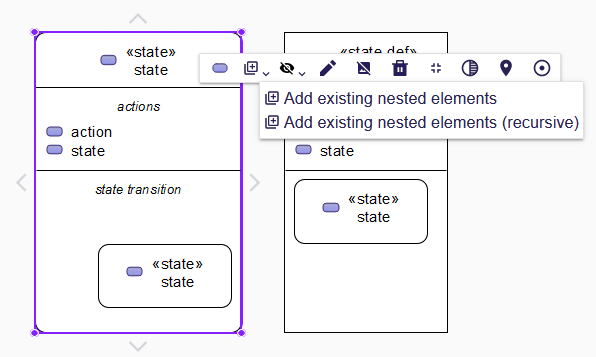 «state»
state
actions
action
state
state transition
«state»
state
«state def»
Add existing nested elements
Add existing nested elements (recursive)
state
«state»
state